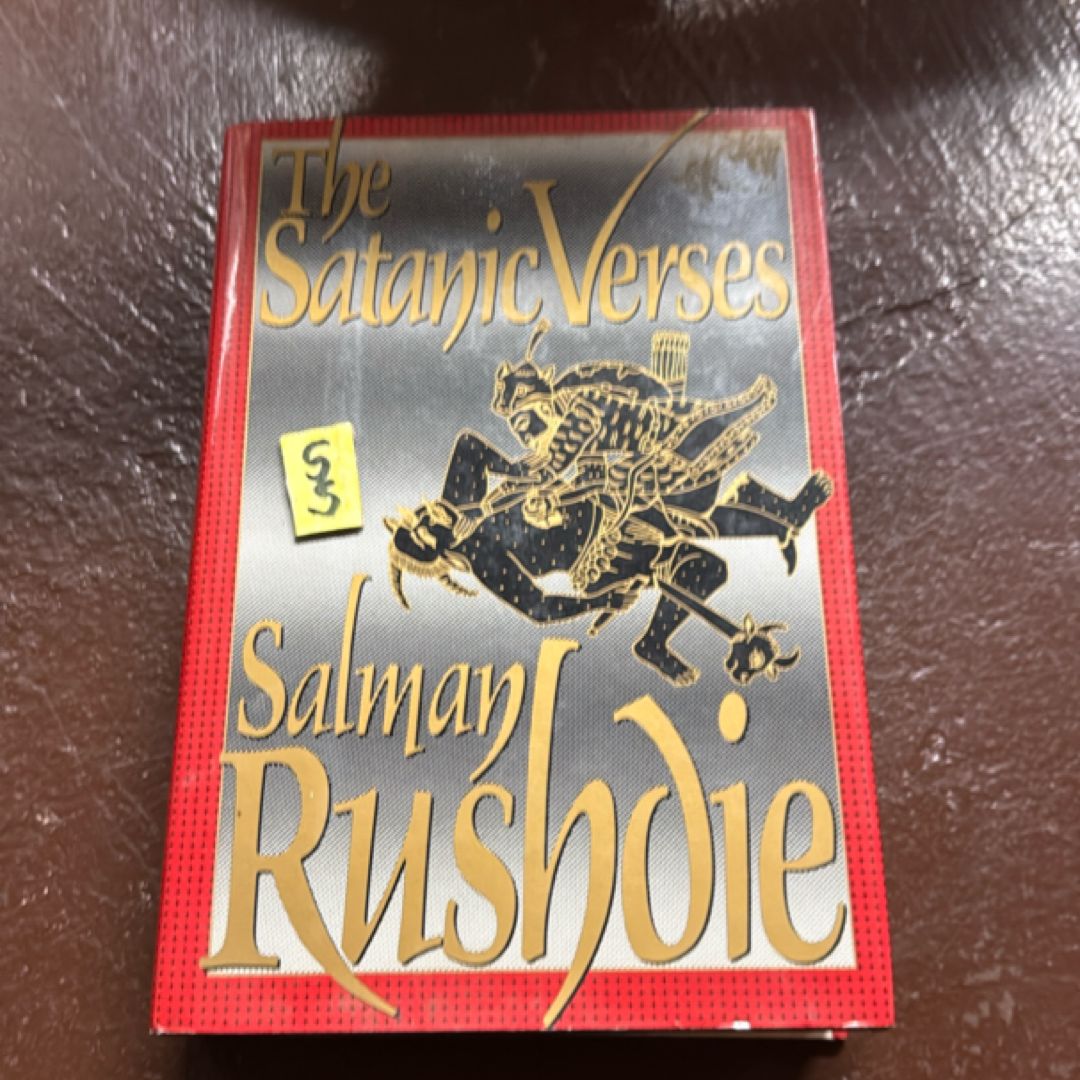 The
Satanic Verses
Salman
Rushdie